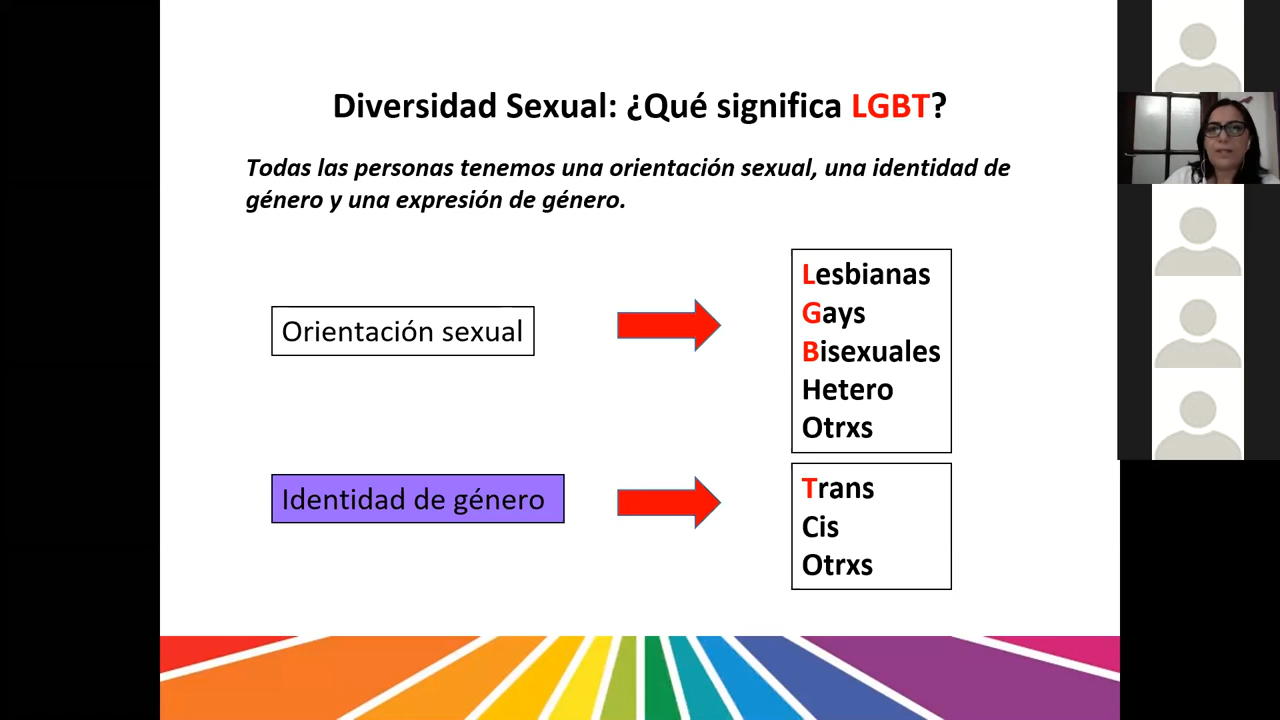 Diversidad Sexual: ¿Qué significa LGBT?
Todas las personas tenemos una orientación sexual, una identidad de
género y una expresión de género.
Orientación sexual
Lesbianas
Gays
Bisexuales
Hetero
Otrxs
Identidad de género
Trans
Cis
Otrxs